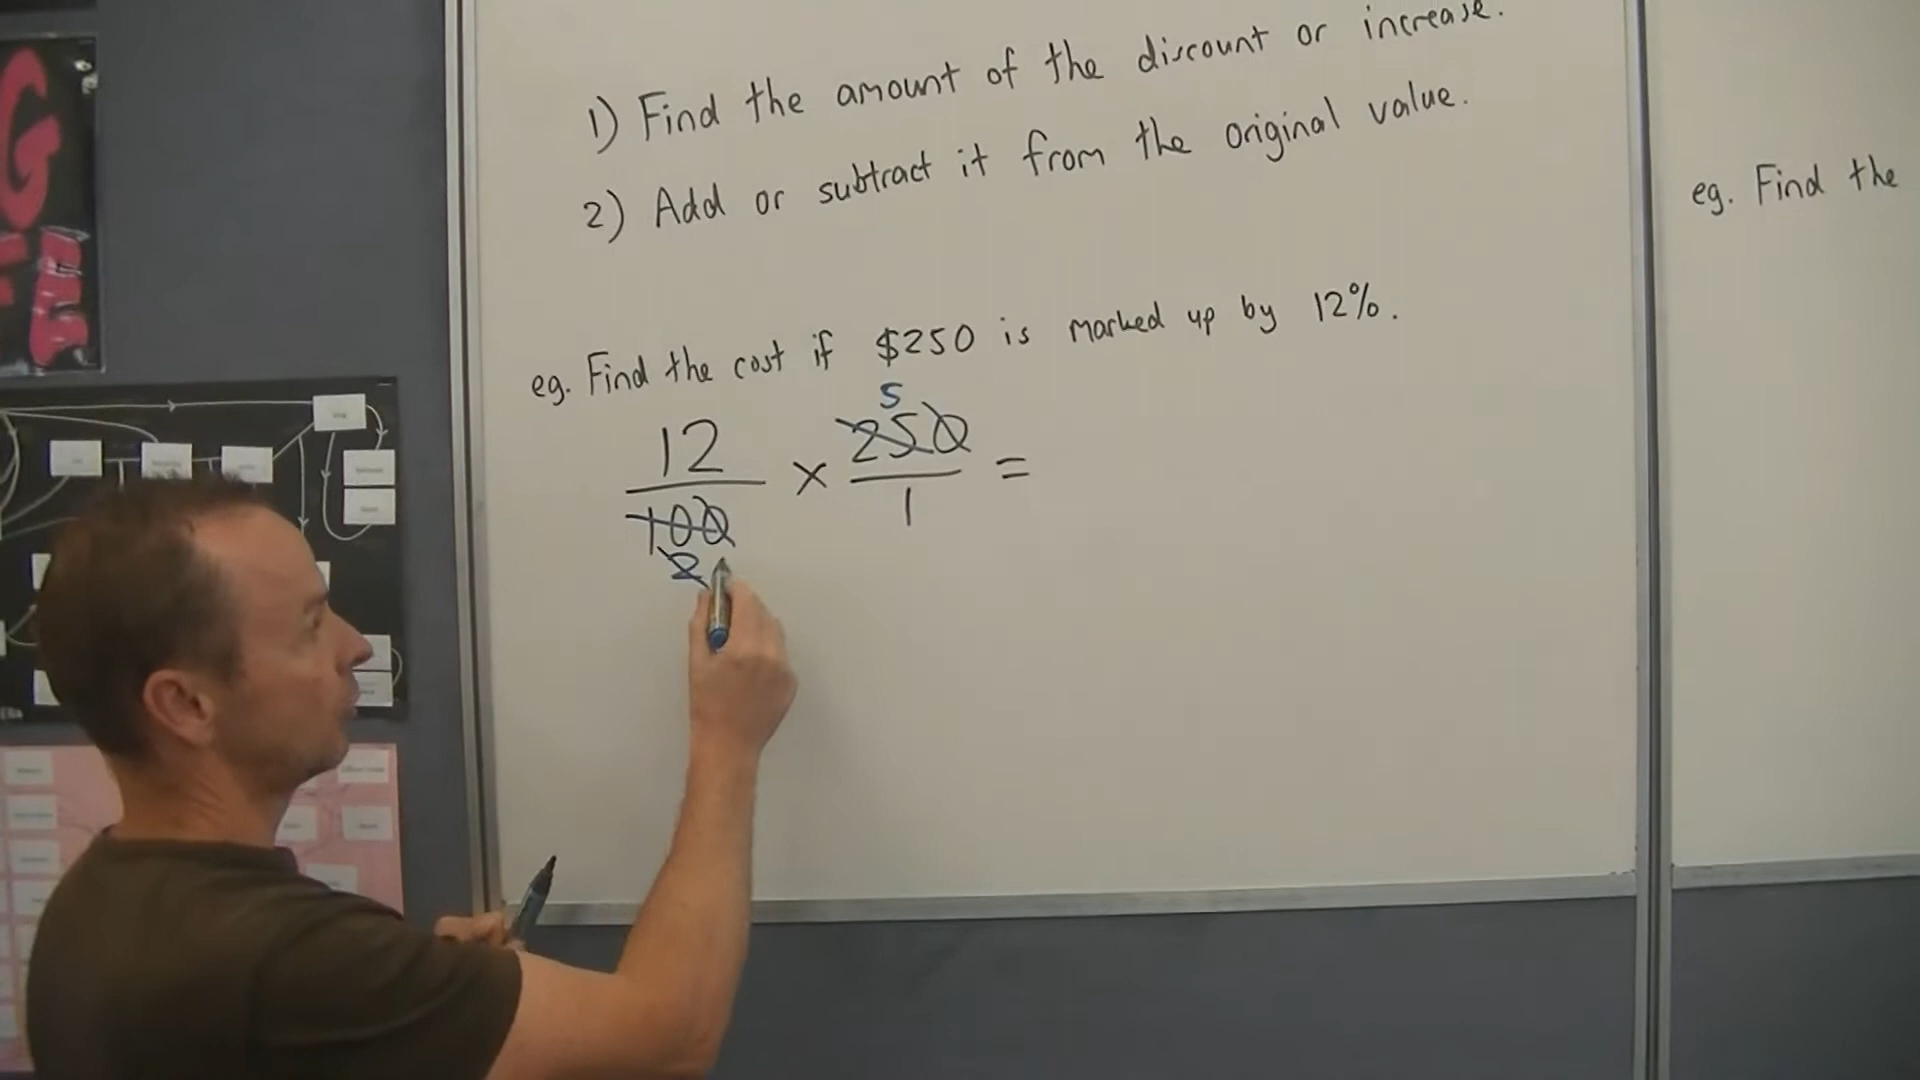 1) Find the amount of the discount or increase.
2) Add or subtract it from the original value.
eg. Find the
eg. Find the cost if $250 is marked up by 12%.
5
12 × 250 =
100 1
2
G
FE